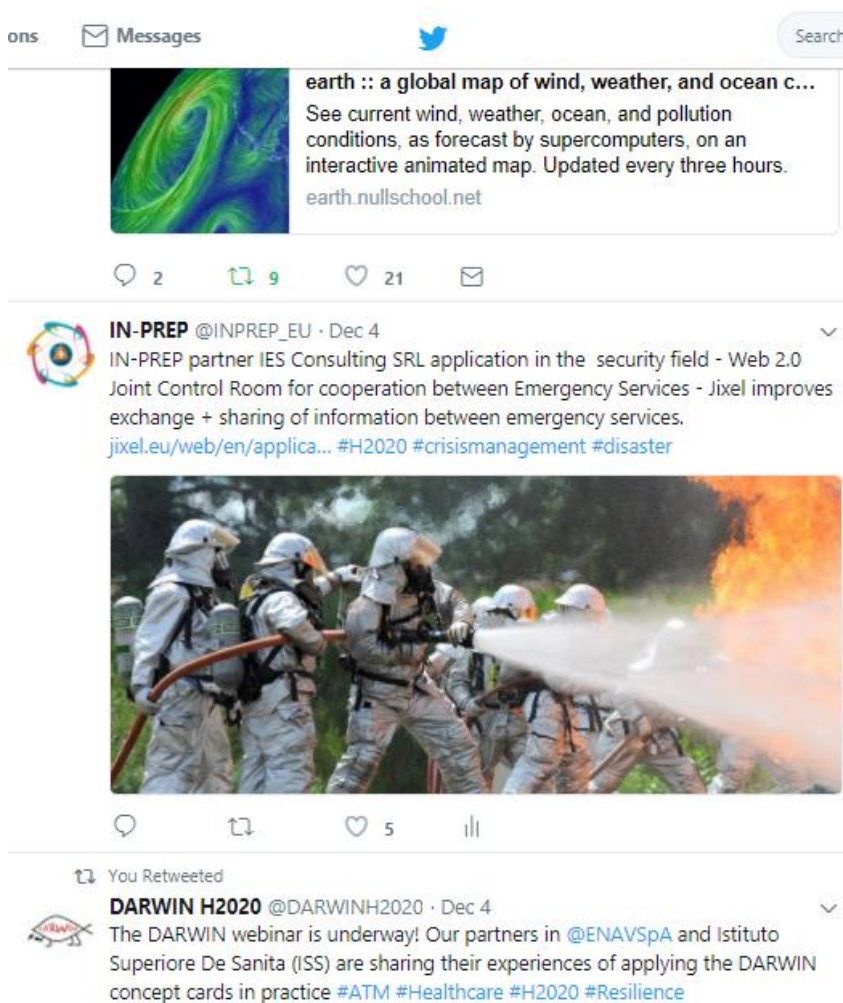 ons Messages Search
earth :: a global map of wind, weather, and ocean c...
See current wind, weather, ocean, and pollution
conditions, as forecast by supercomputers, on an
interactive animated map. Updated every three hours.
earth.nullschool.net
2 9 21
IN-PREP @INPREP_EU · Dec 4
IN-PREP partner IES Consulting SRL application in the security field - Web 2.0
Joint Control Room for cooperation between Emergency Services - Jixel improves
exchange + sharing of information between emergency services.
jixel.eu/web/en/applica... #H2020 #crisismanagement #disaster
5
You Retweeted
DARWIN H2020 @DARWINH2020 · Dec 4
DARWIN
The DARWIN webinar is underway! Our partners in @ENAVSpA and Istituto
Superiore De Sanita (ISS) are sharing their experiences of applying the DARWIN
concept cards in practice #ATM #Healthcare #H2020 #Resilience